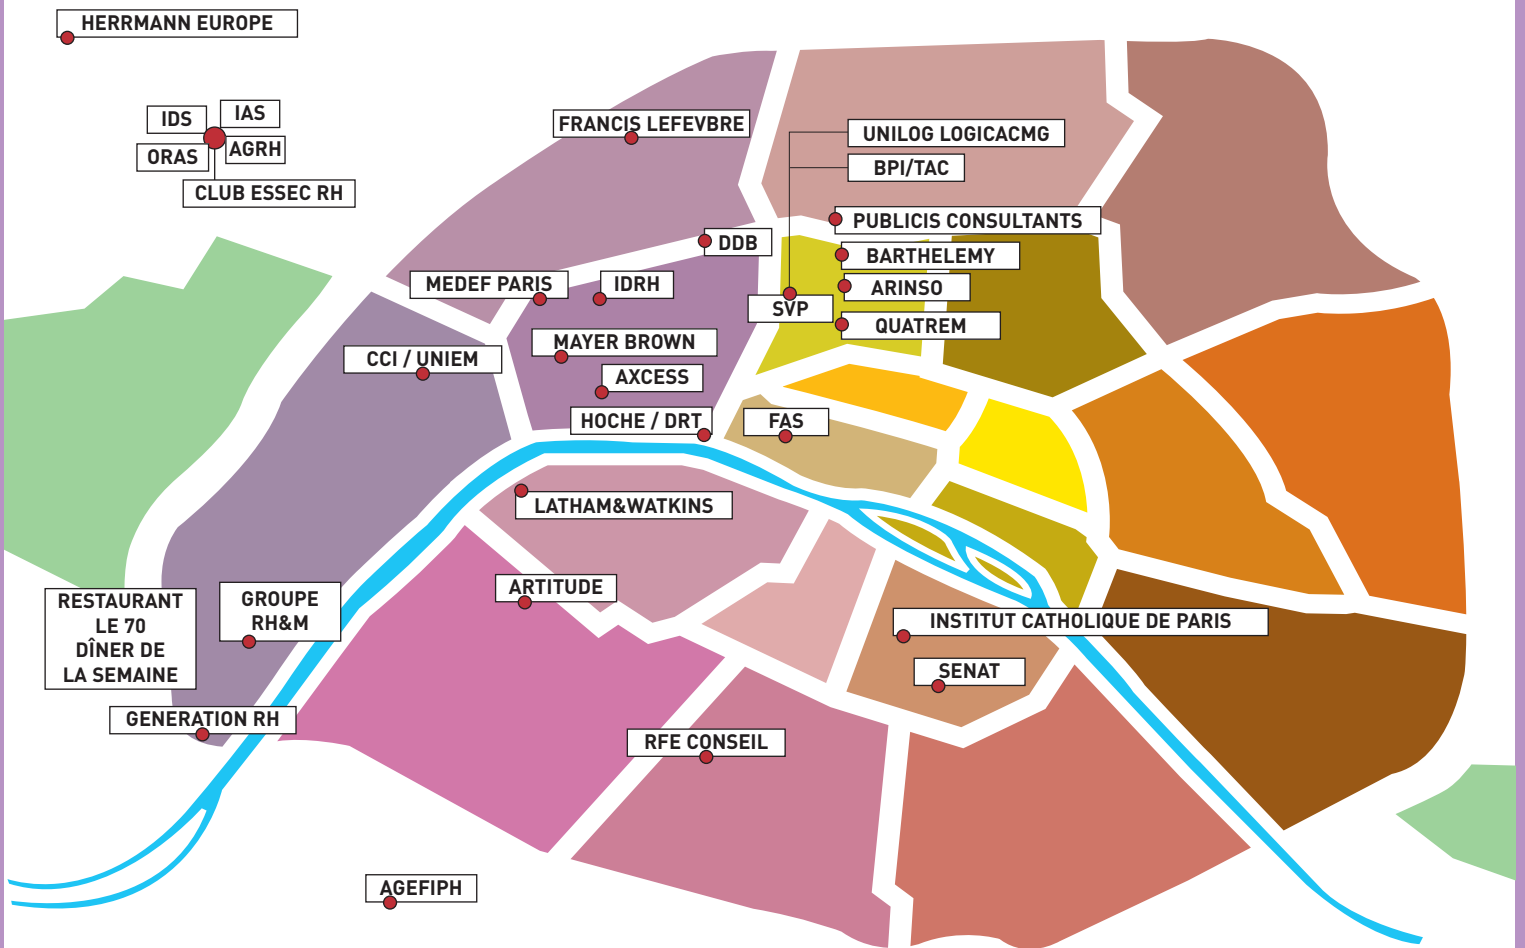 HERRMANN EUROPE
IDS
IAS
ORAS
AGRH
CLUB ESSEC RH
FRANCIS LEFEVBRE
UNILOG LOGICACMG
BPI/TAC
PUBLICIS CONSULTANTS
DDB
BARTHELEMY
MEDEF PARIS
IDRH
ARINSO
SVP
QUATREM
MAYER BROWN
CCI / UNIEM
AXCESS
HOCHE / DRT
FAS
LATHAM&WATKINS
ARTITUDE
RESTAURANT
LE 70
DÎNER DE
LA SEMAINE
GROUPE
RH&M
INSTITUT CATHOLIQUE DE PARIS
SENAT
GENERATION RH
RFE CONSEIL
AGEFIPH